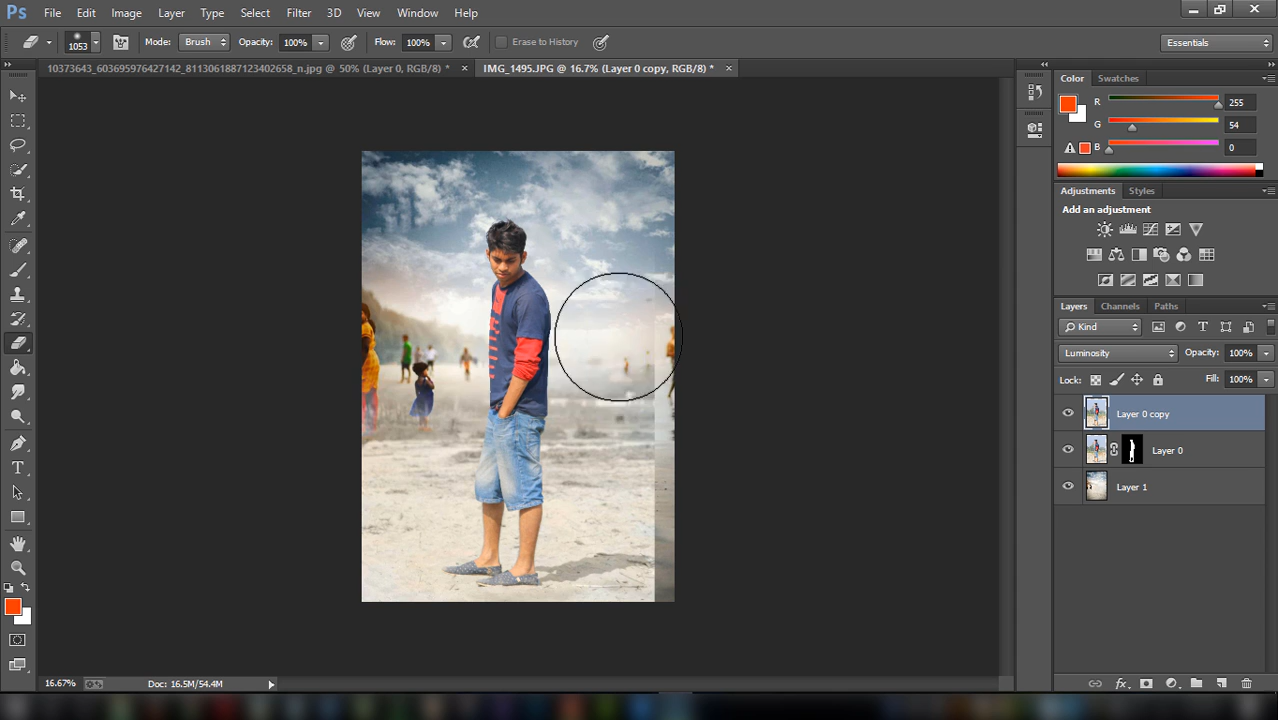 Ps File Edit Image Layer Type Select Filter 3D View Window Help
1053 Mode: Brush Opacity: 100% Flow: 100% Erase to History Essentials
10373643_603695976427142_8113061887123402658_n.jpg @ 50% (Layer 0, RGB/8) * × IMG_1495.JPG @ 16.7% (Layer 0 copy, RGB/8) * ×
Color Swatches
R 255
G 54
B 0
Adjustments Styles
Add an adjustment
Layers Channels Paths
Kind
Luminosity Opacity: 100%
Lock: Fill: 100%
Layer 0 copy
Layer 0
Layer 1
16.67% Doc: 16.5M/54.4M